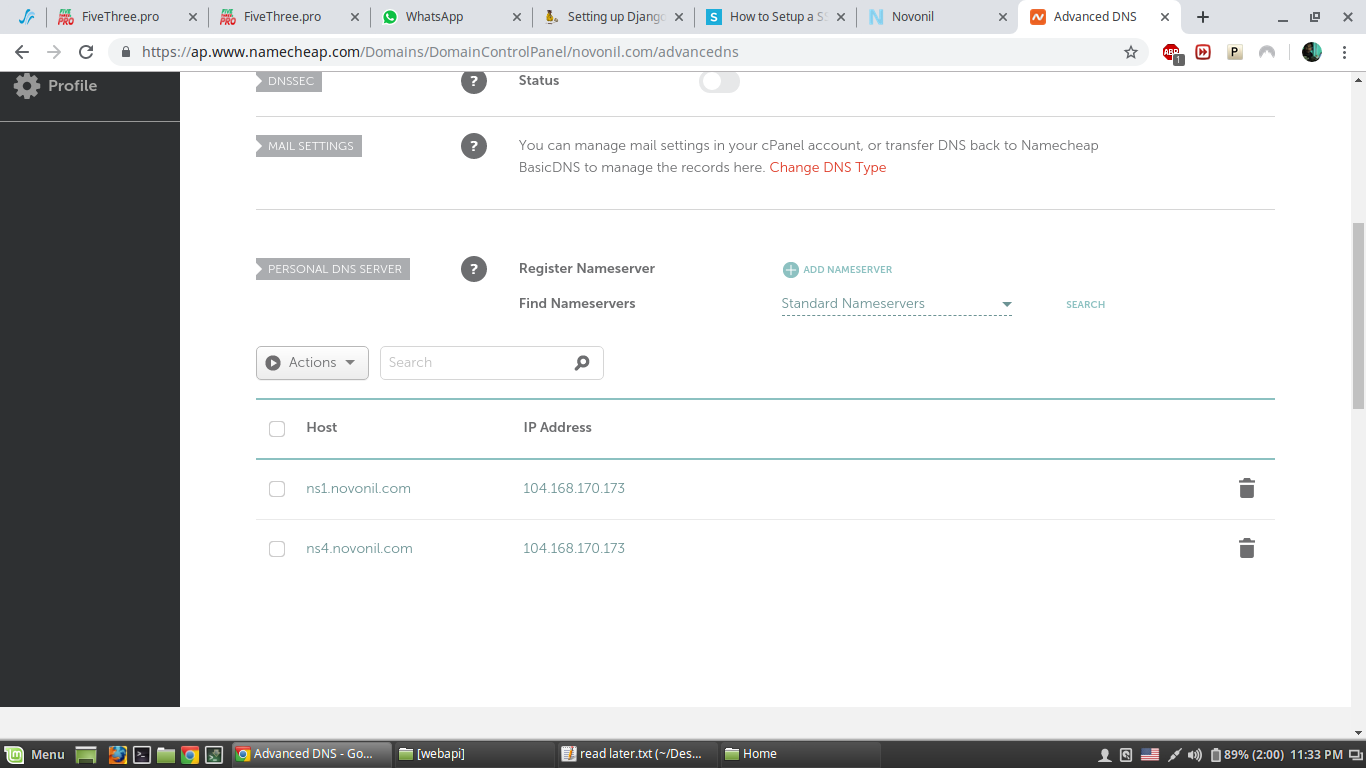 FiveThree.pro
FiveThree.pro
WhatsApp
Setting up Djang
How to Setup a S
Novonil
Advanced DNS
https://ap.www.namecheap.com/Domains/DomainControlPanel/novonil.com/advancedns
ABP
1
P
Profile
DNSSEC
?
Status
MAIL SETTINGS
?
You can manage mail settings in your cPanel account, or transfer DNS back to Namecheap
BasicDNS to manage the records here. Change DNS Type
PERSONAL DNS SERVER
?
Register Nameserver
ADD NAMESERVER
Find Nameservers
Standard Nameservers
SEARCH
Actions
Search
Host
IP Address
ns1.novonil.com
104.168.170.173
ns4.novonil.com
104.168.170.173
Menu
Advanced DNS - Go...
[webapi]
read later.txt (~/Des...
Home
89% (2:00)
11:33 PM